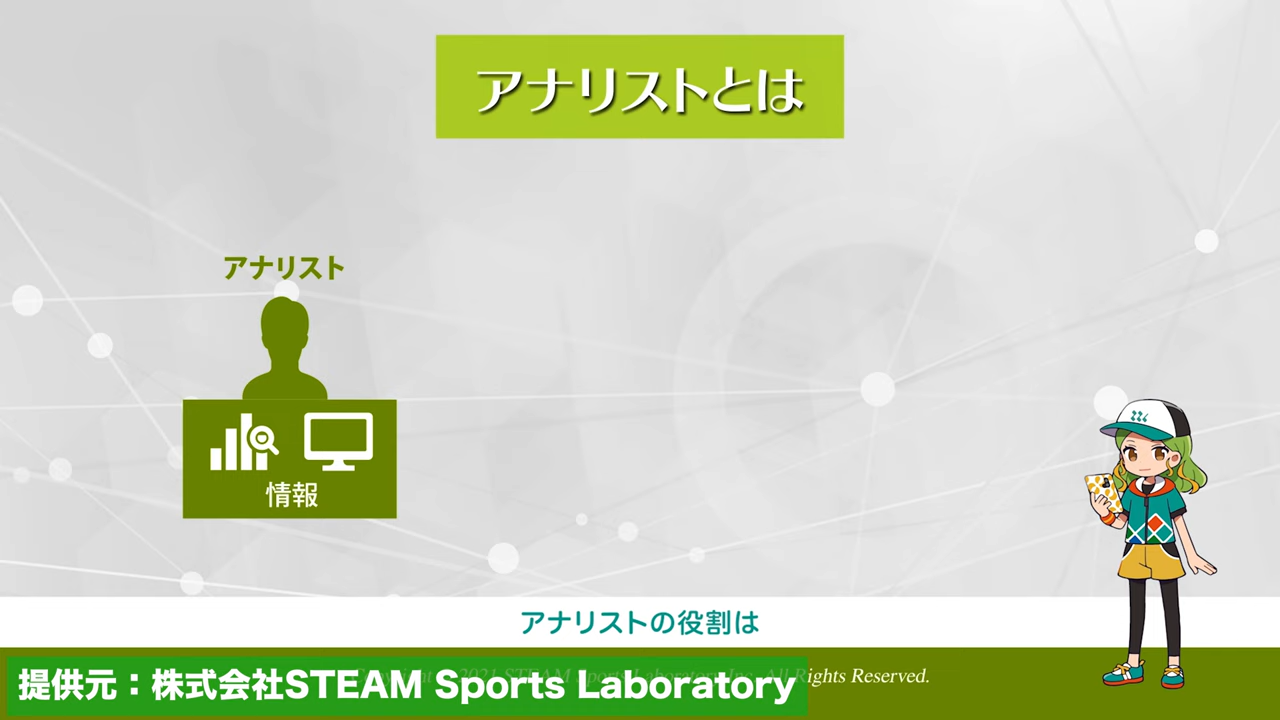 アナリストとは
アナリスト
情報
アナリストの役割は
提供元：株式会社STEAM Sports Laboratory
Rights Reserved.